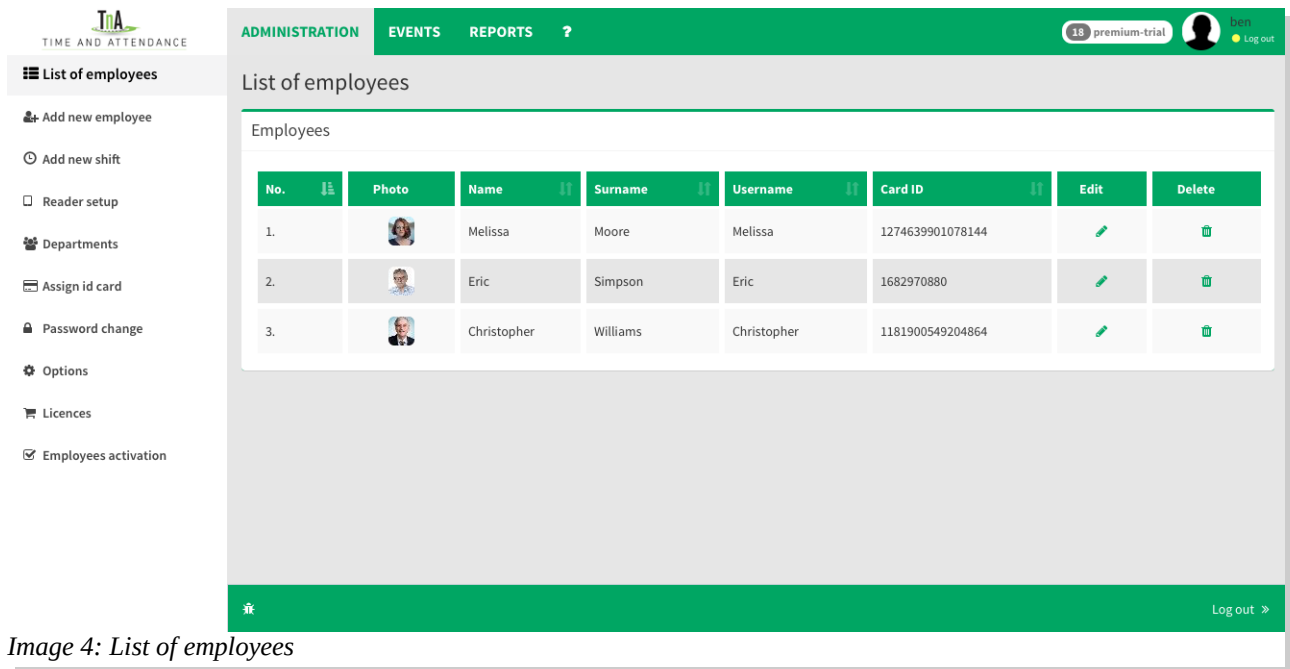 TnA
TIME AND ATTENDANCE
ADMINISTRATION EVENTS REPORTS ?
18 premium-trial
ben
Log out
List of employees
Add new employee
Add new shift
Reader setup
Departments
Assign id card
Password change
Options
Licences
Employees activation
List of employees
Employees
No. Photo Name Surname Username Card ID Edit Delete
1. Melissa Moore Melissa 1274639901078144
2. Eric Simpson Eric 1682970880
3. Christopher Williams Christopher 1181900549204864
Log out »
Image 4: List of employees